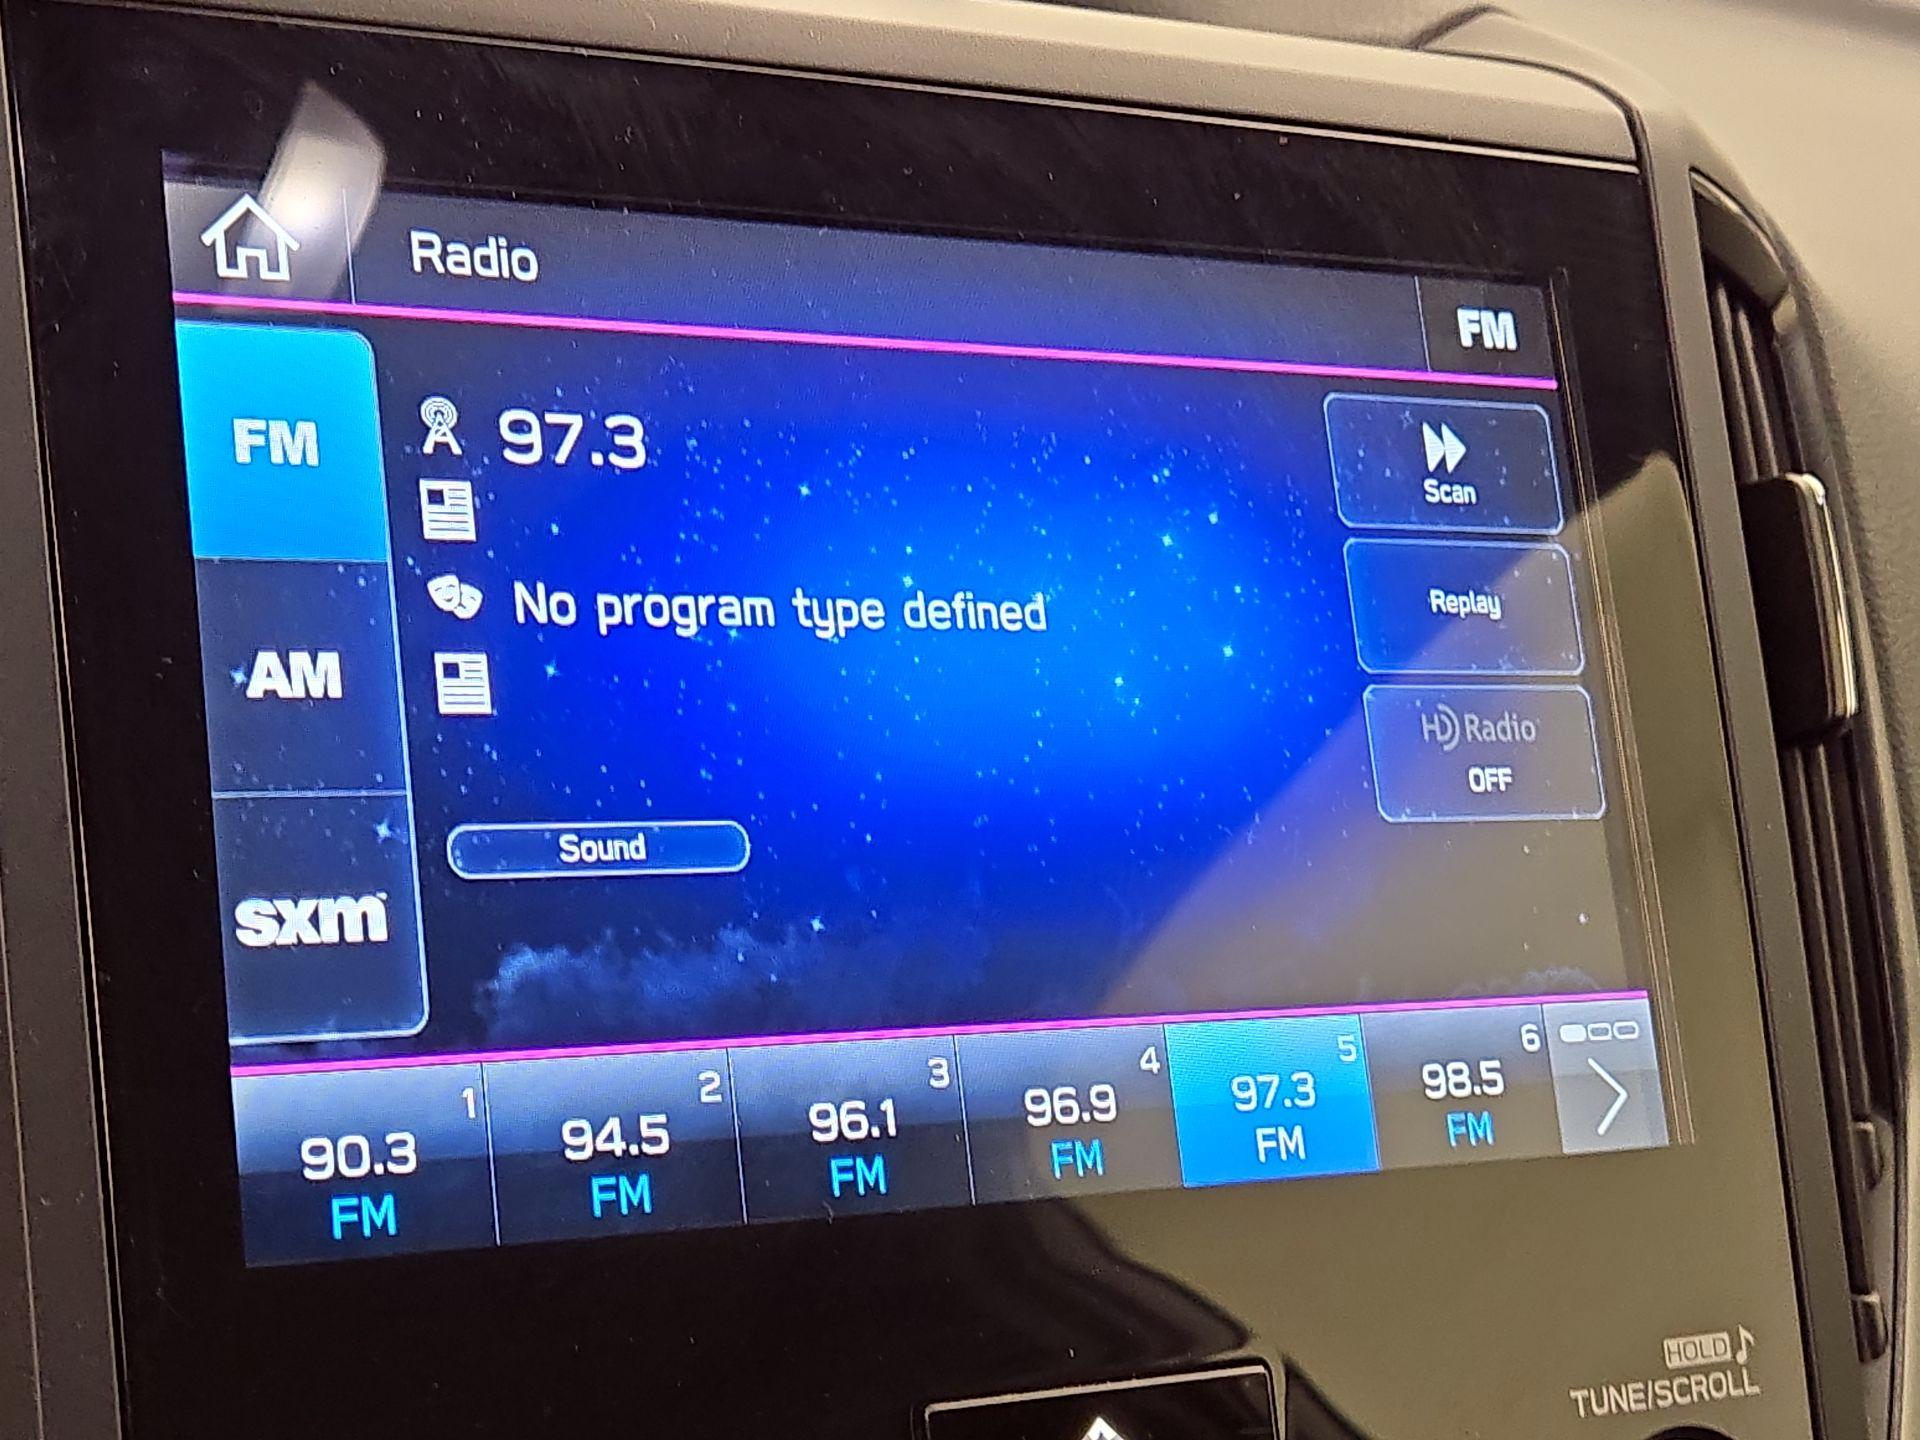 Radio
FM
FM
97.3
Scan
No program type defined
Replay
AM
HD Radio
OFF
Sound
sxm
1
90.3
FM
2
94.5
FM
3
96.1
FM
4
96.9
FM
5
97.3
FM
6
98.5
FM
HOLD
TUNE/SCROLL